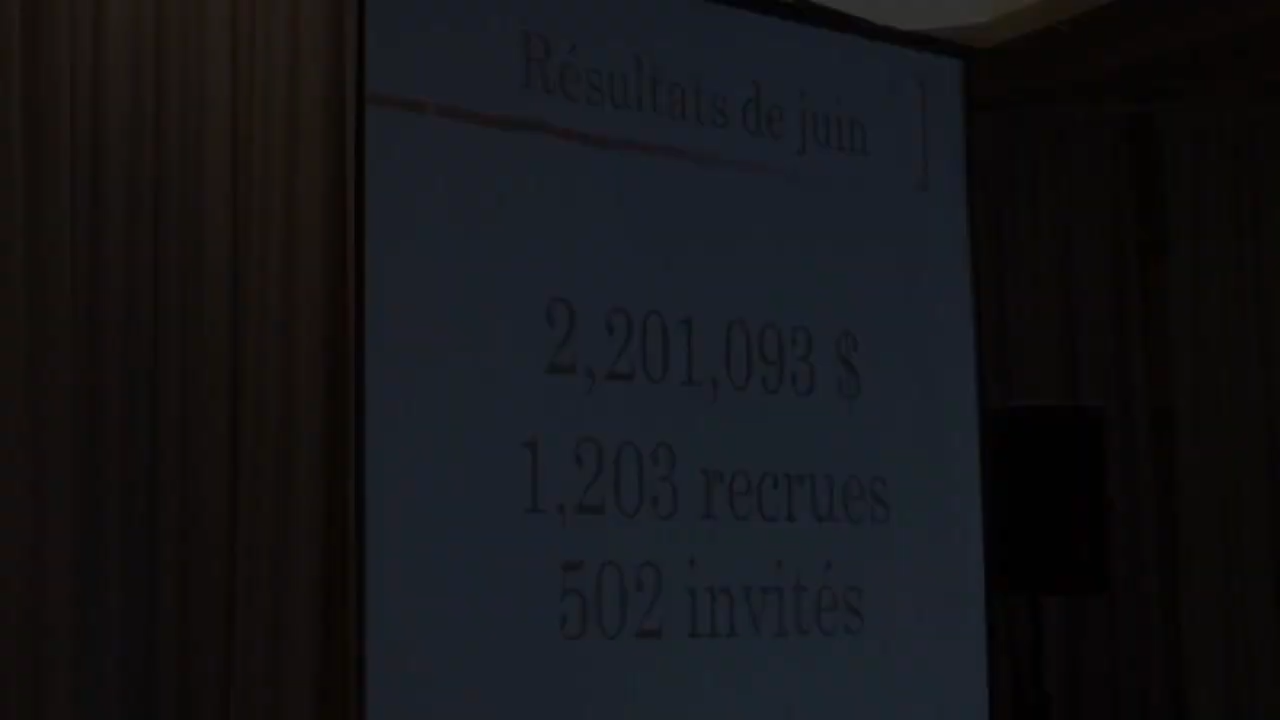 Résultats de juin
2,201,093 $
1,203 recrues
502 invités